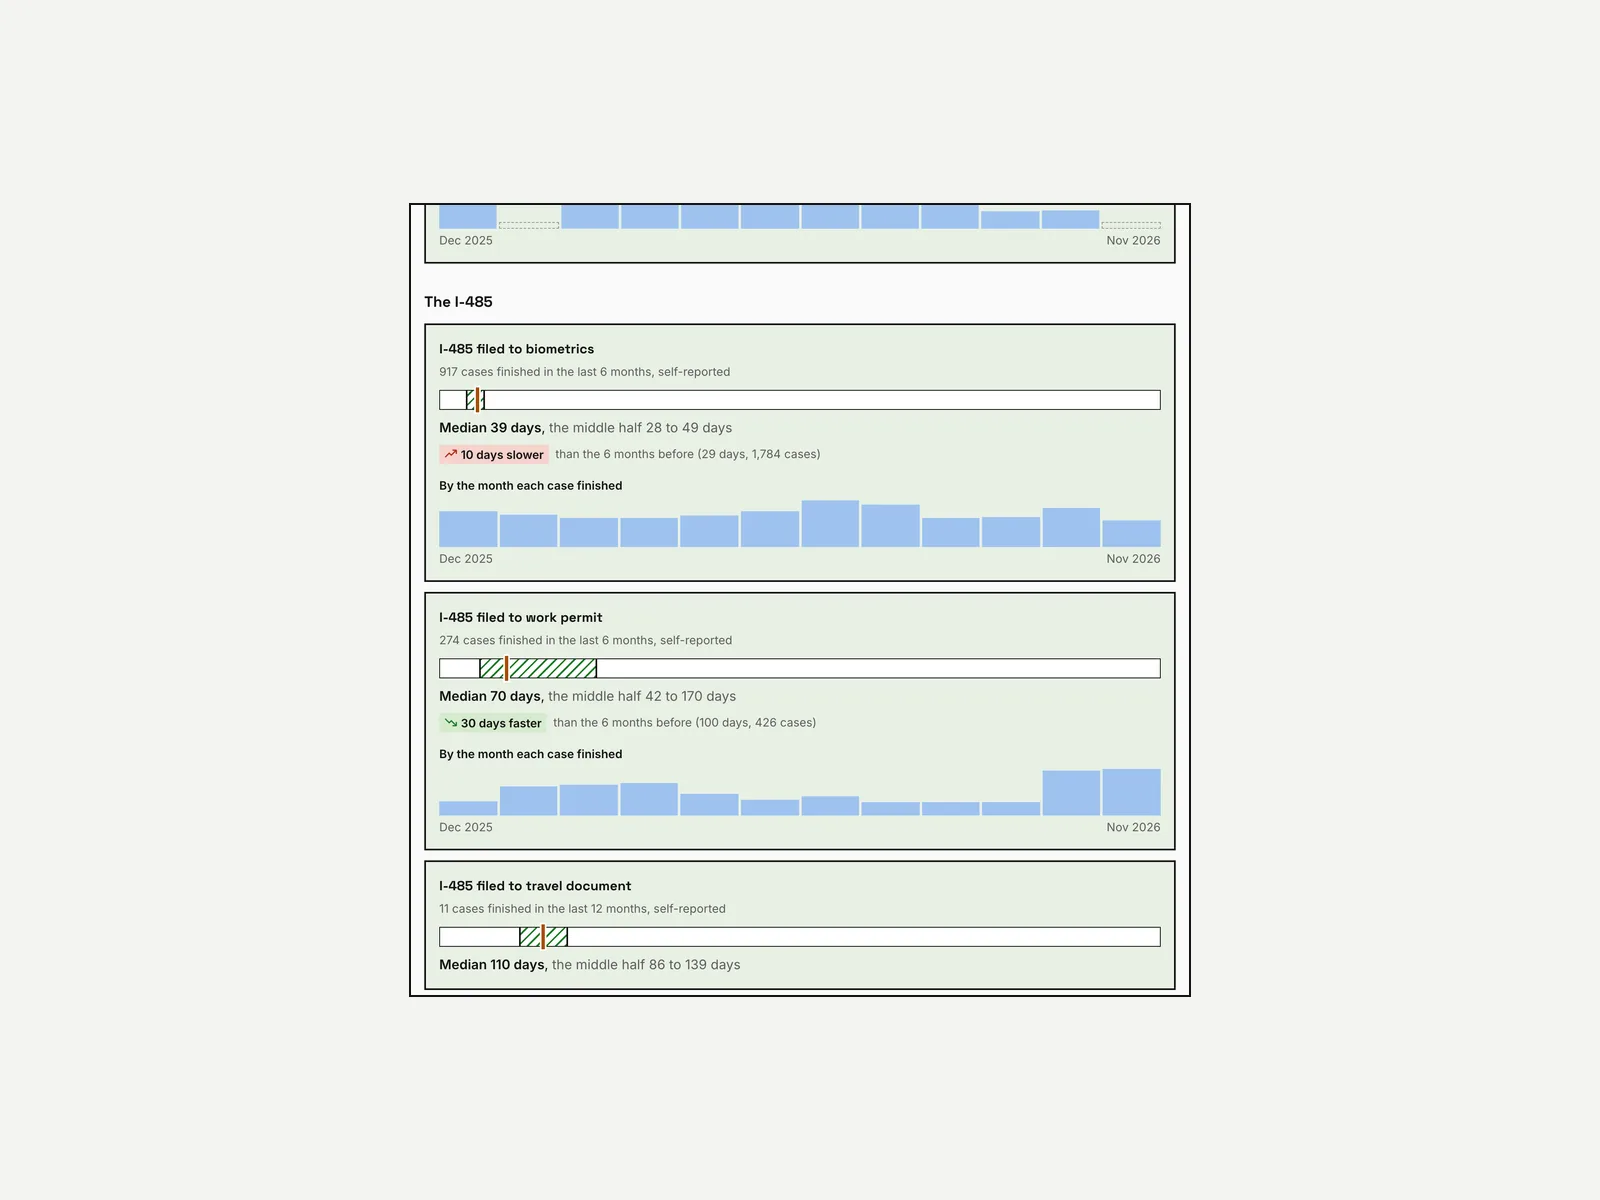 Dec 2025 Nov 2026
The I-485
I-485 filed to biometrics
917 cases finished in the last 6 months, self-reported
Median 39 days, the middle half 28 to 49 days
10 days slower than the 6 months before (29 days, 1,784 cases)
By the month each case finished
Dec 2025 Nov 2026
I-485 filed to work permit
274 cases finished in the last 6 months, self-reported
Median 70 days, the middle half 42 to 170 days
30 days faster than the 6 months before (100 days, 426 cases)
By the month each case finished
Dec 2025 Nov 2026
I-485 filed to travel document
11 cases finished in the last 12 months, self-reported
Median 110 days, the middle half 86 to 139 days